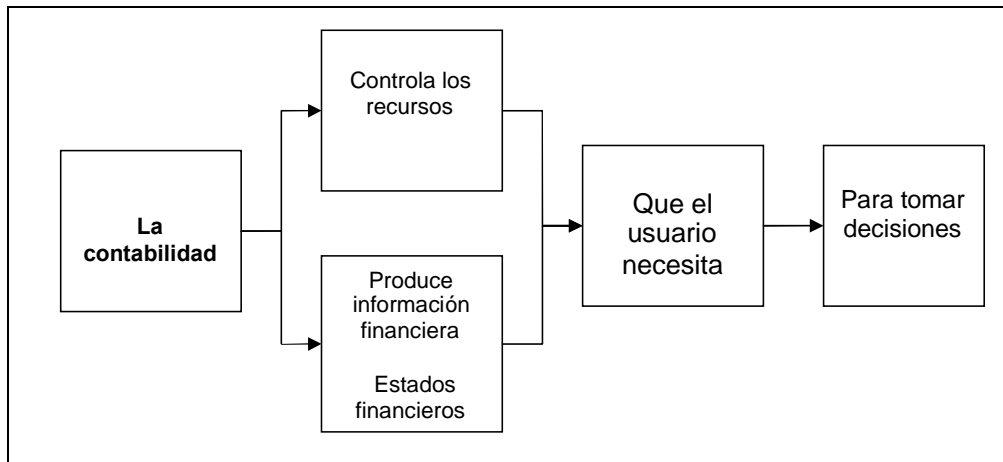 La
contabilidad
Controla los
recursos
Produce
información
financiera
Estados
financieros
Que el
usuario
necesita
Para tomar
decisiones